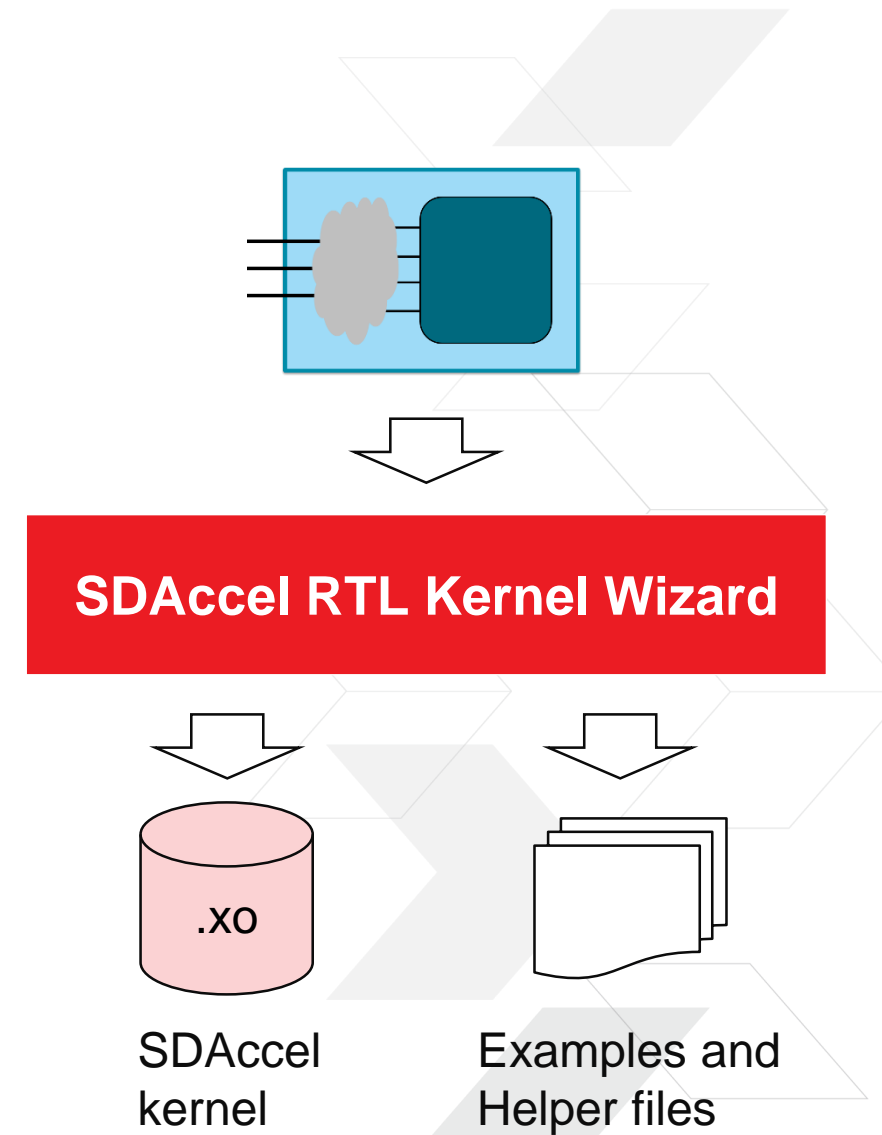 SDAccel RTL Kernel Wizard
.xo
SDAccel
kernel
Examples and
Helper files